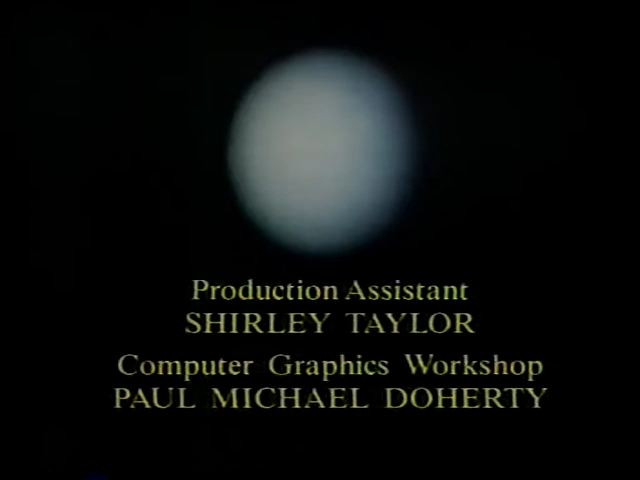 Production Assistant
SHIRLEY TAYLOR
Computer Graphics Workshop
PAUL MICHAEL DOHERTY